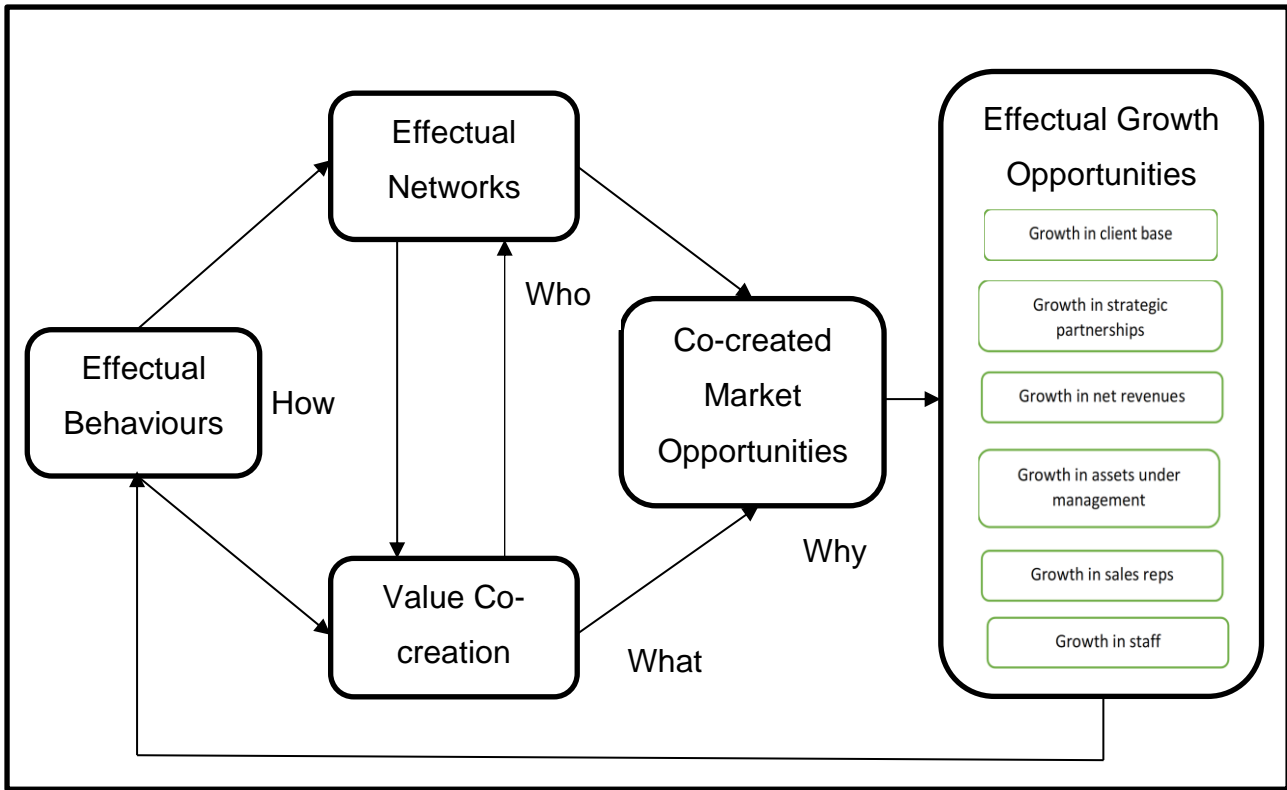 Effectual
Behaviours
How
Effectual
Networks
Who
Value Co-
creation
What
Co-created
Market
Opportunities
Why
Effectual Growth
Opportunities
Growth in client base
Growth in strategic
partnerships
Growth in net revenues
Growth in assets under
management
Growth in sales reps
Growth in staff